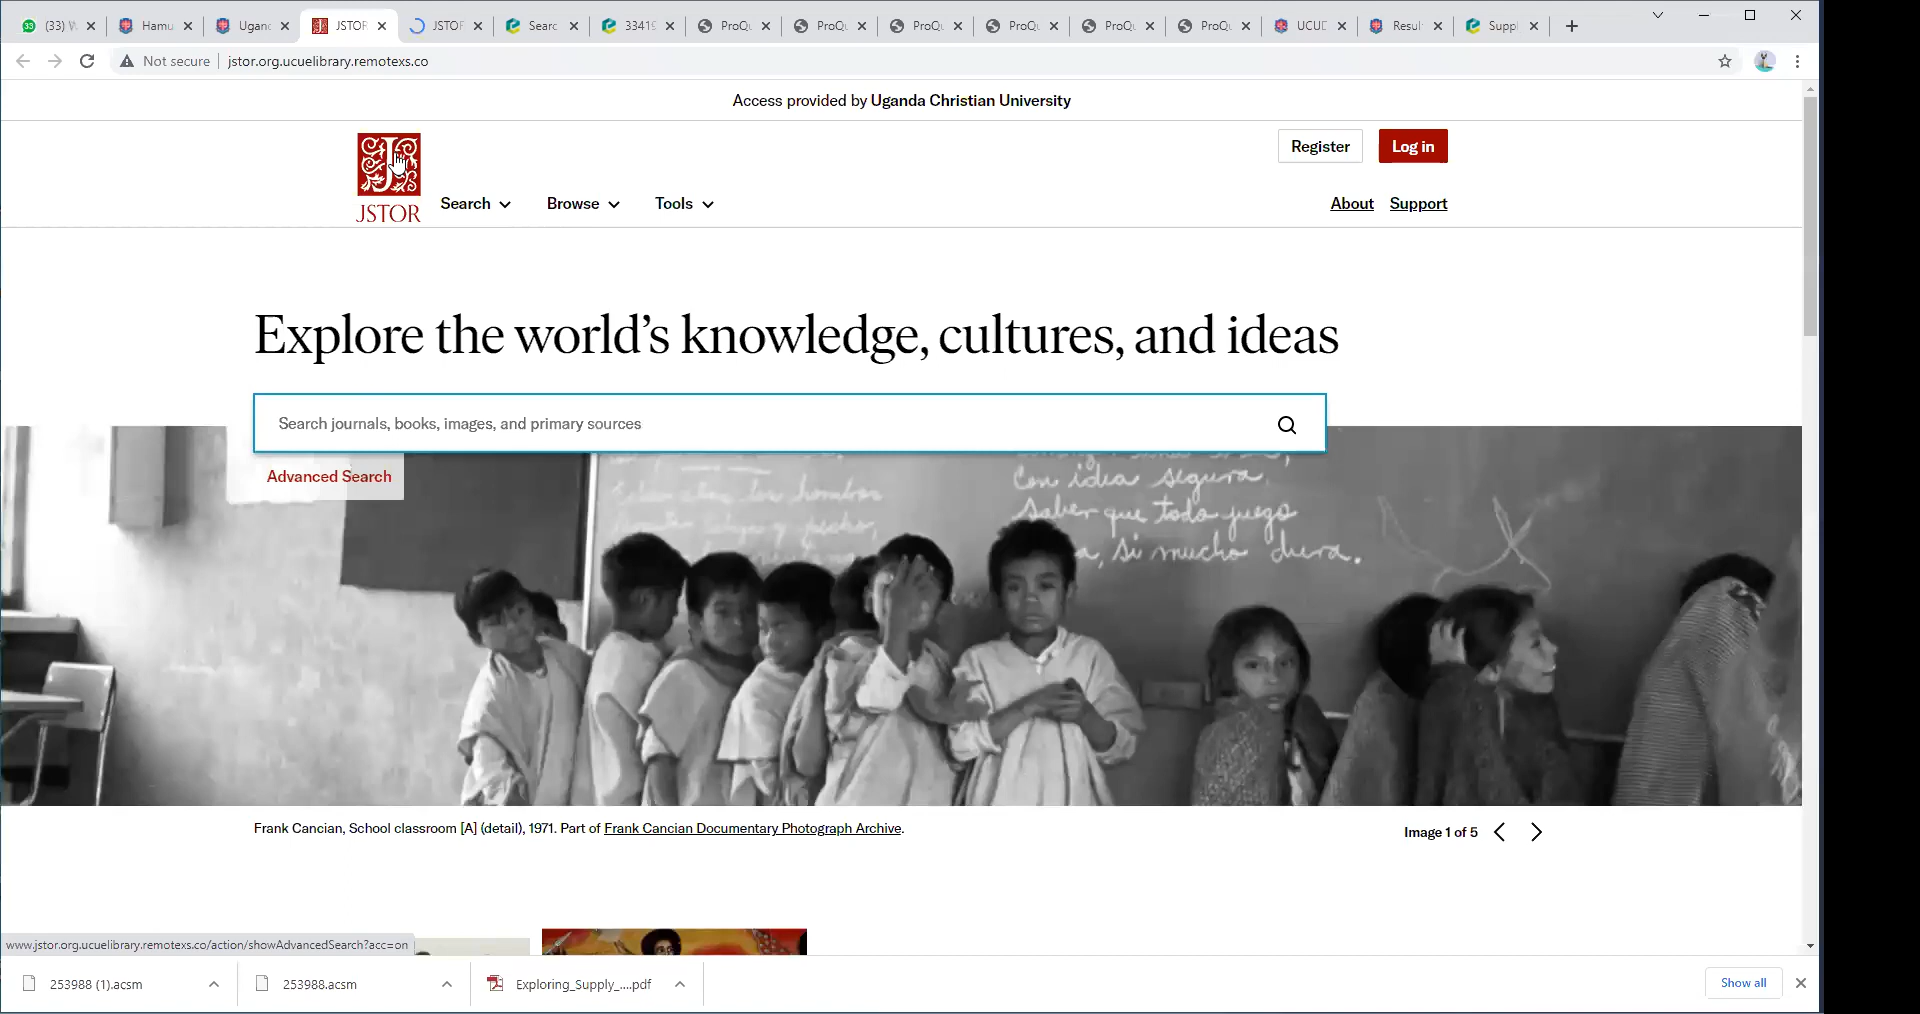 (33) W
Hamu
Ugand
JSTOR
JSTOR
Searc
33419
ProQu
ProQu
ProQu
ProQu
ProQu
ProQu
UCUD
Resul
Suppl
Not secure jstor.org.ucuelibrary.remotexs.co
Access provided by Uganda Christian University
Register Log in
JSTOR
Search Browse Tools
About Support
Explore the world's knowledge, cultures, and ideas
Search journals, books, images, and primary sources
Advanced Search
Con idea segura,
Saber que todo juego
a, si mucho dura.
Frank Cancian, School classroom [A] (detail), 1971. Part of Frank Cancian Documentary Photograph Archive.
Image 1 of 5
www.jstor.org.ucuelibrary.remotexs.co/action/showAdvancedSearch?acc=on
253988 (1).acsm
253988.acsm
Exploring_Supply_....pdf
Show all